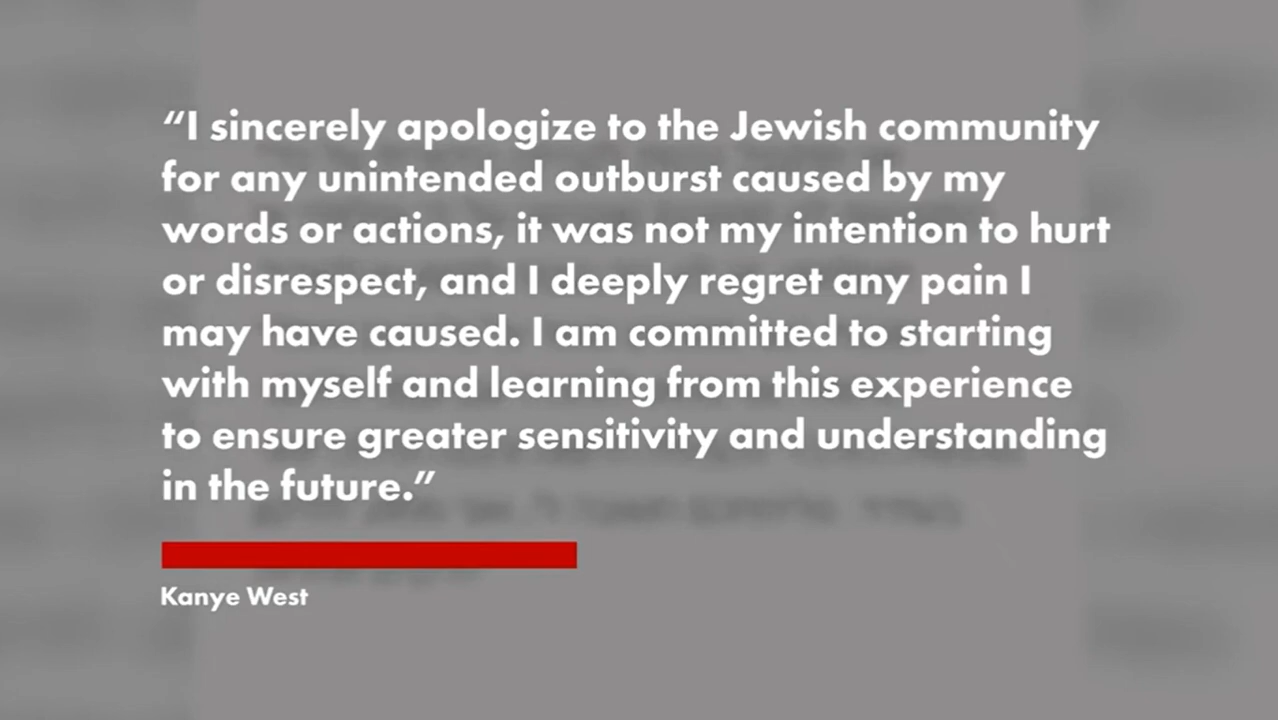 “I sincerely apologize to the Jewish community
for any unintended outburst caused by my
words or actions, it was not my intention to hurt
or disrespect, and I deeply regret any pain I
may have caused. I am committed to starting
with myself and learning from this experience
to ensure greater sensitivity and understanding
in the future.”
Kanye West